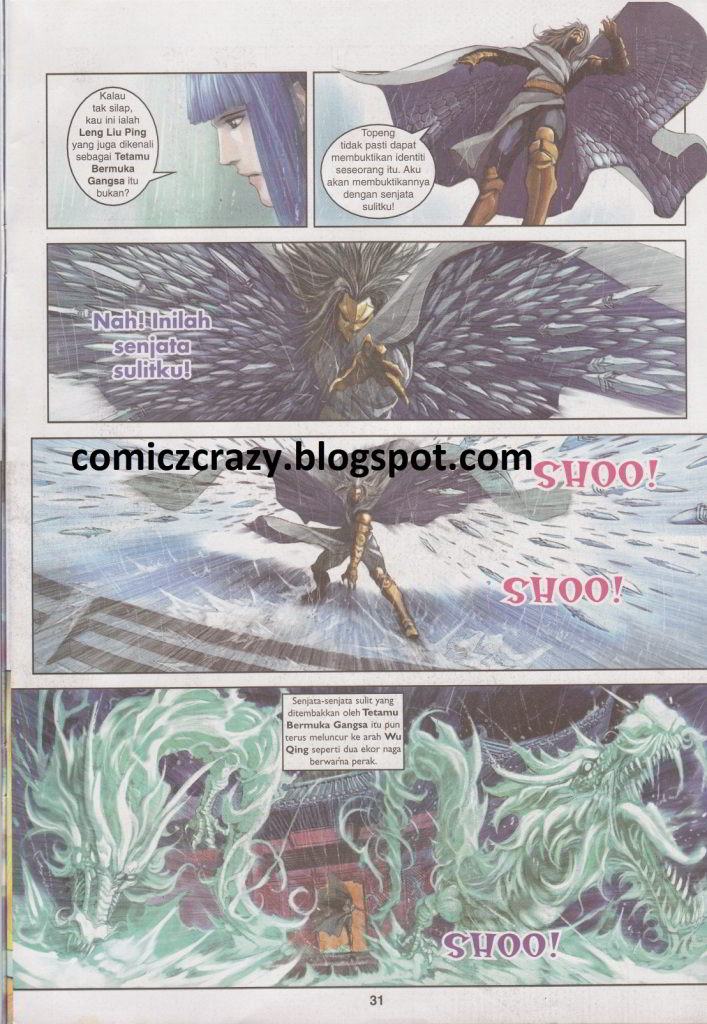 Kalau
tak silap,
kau ini ialah
Leng Liu Ping
yang juga dikenali
sebagai Tetamu
Bermuka
Gangsa itu
bukan?
Topeng
tidak pasti dapat
membuktikan identiti
seseorang itu. Aku
akan membuktikannya
dengan senjata
sulitku!
Nah! Inilah
senjata
sulitku!
comiczcrazy.blogspot.com
SHOO!
SHOO!
Senjata-senjata sulit yang
ditembakkan oleh Tetamu
Bermuka Gangsa itu pun
terus meluncur ke arah Wu
Qing seperti dua ekor naga
berwarna perak.
SHOO!
31